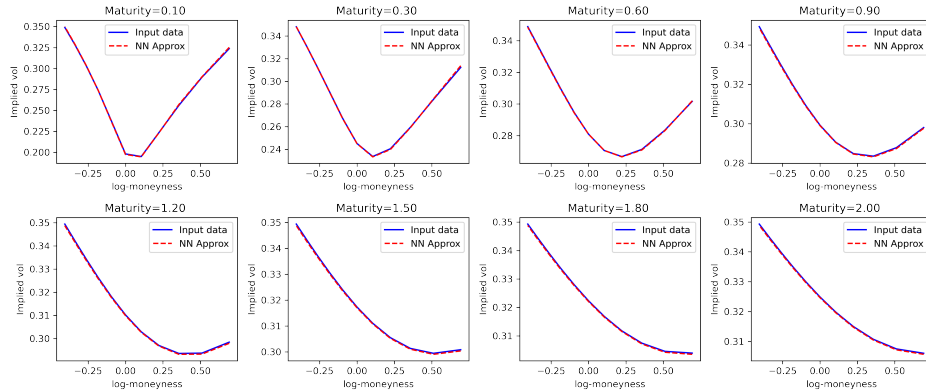 Maturity=0.10
Implied vol
0.350
0.325
0.300
0.275
0.250
0.225
0.200
Input data
NN Approx
−0.25 0.00 0.25 0.50
log-moneyness
Maturity=0.30
Implied vol
0.34
0.32
0.30
0.28
0.26
0.24
Input data
NN Approx
−0.25 0.00 0.25 0.50
log-moneyness
Maturity=0.60
Implied vol
0.34
0.32
0.30
0.28
Input data
NN Approx
−0.25 0.00 0.25 0.50
log-moneyness
Maturity=0.90
Implied vol
0.34
0.32
0.30
0.28
Input data
NN Approx
−0.25 0.00 0.25 0.50
log-moneyness
Maturity=1.20
Implied vol
0.35
0.34
0.33
0.32
0.31
0.30
Input data
NN Approx
−0.25 0.00 0.25 0.50
log-moneyness
Maturity=1.50
Implied vol
0.35
0.34
0.33
0.32
0.31
0.30
Input data
NN Approx
−0.25 0.00 0.25 0.50
log-moneyness
Maturity=1.80
Implied vol
0.35
0.34
0.33
0.32
0.31
Input data
NN Approx
−0.25 0.00 0.25 0.50
log-moneyness
Maturity=2.00
Implied vol
0.35
0.34
0.33
0.32
0.31
Input data
NN Approx
−0.25 0.00 0.25 0.50
log-moneyness